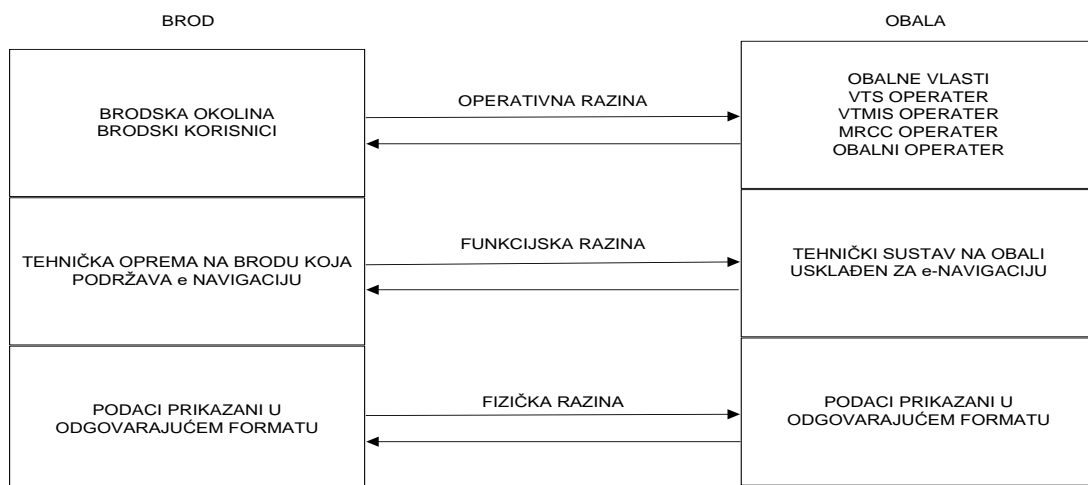 BROD
OBALA
BRODSKA OKOLINA
BRODSKI KORISNICI
OPERATIVNA RAZINA
OBALNE VLASTI
VTS OPERATER
VTMIS OPERATER
MRCC OPERATER
OBALNI OPERATER
TEHNIČKA OPREMA NA BRODU KOJA
PODRŽAVA e NAVIGACIJU
FUNKCIJSKA RAZINA
TEHNIČKI SUSTAV NA OBALI
USKLAĐEN ZA e-NAVIGACIJU
PODACI PRIKAZANI U
ODGOVARAJUĆEM FORMATU
FIZIČKA RAZINA
PODACI PRIKAZANI U
ODGOVARAJUĆEM FORMATU